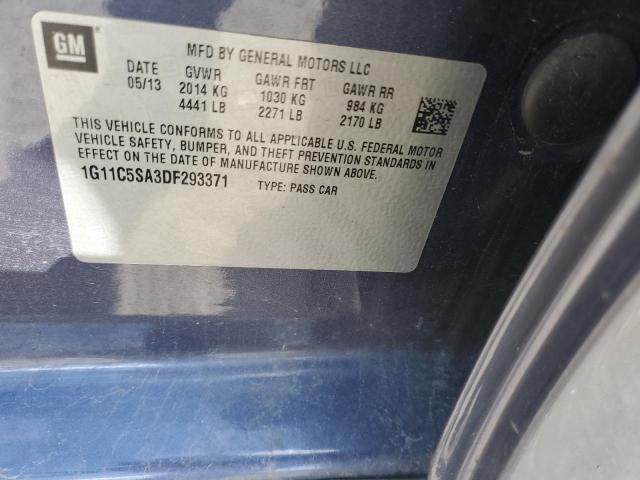 GM
MFD BY GENERAL MOTORS LLC
DATE GVWR GAWR FRT GAWR RR
05/13 2014 KG 1030 KG 984 KG
4441 LB 2271 LB 2170 LB
THIS VEHICLE CONFORMS TO ALL APPLICABLE U.S. FEDERAL MOTOR
VEHICLE SAFETY, BUMPER, AND THEFT PREVENTION STANDARDS IN
EFFECT ON THE DATE OF MANUFACTURE SHOWN ABOVE.
1G11C5SA3DF293371 TYPE: PASS CAR